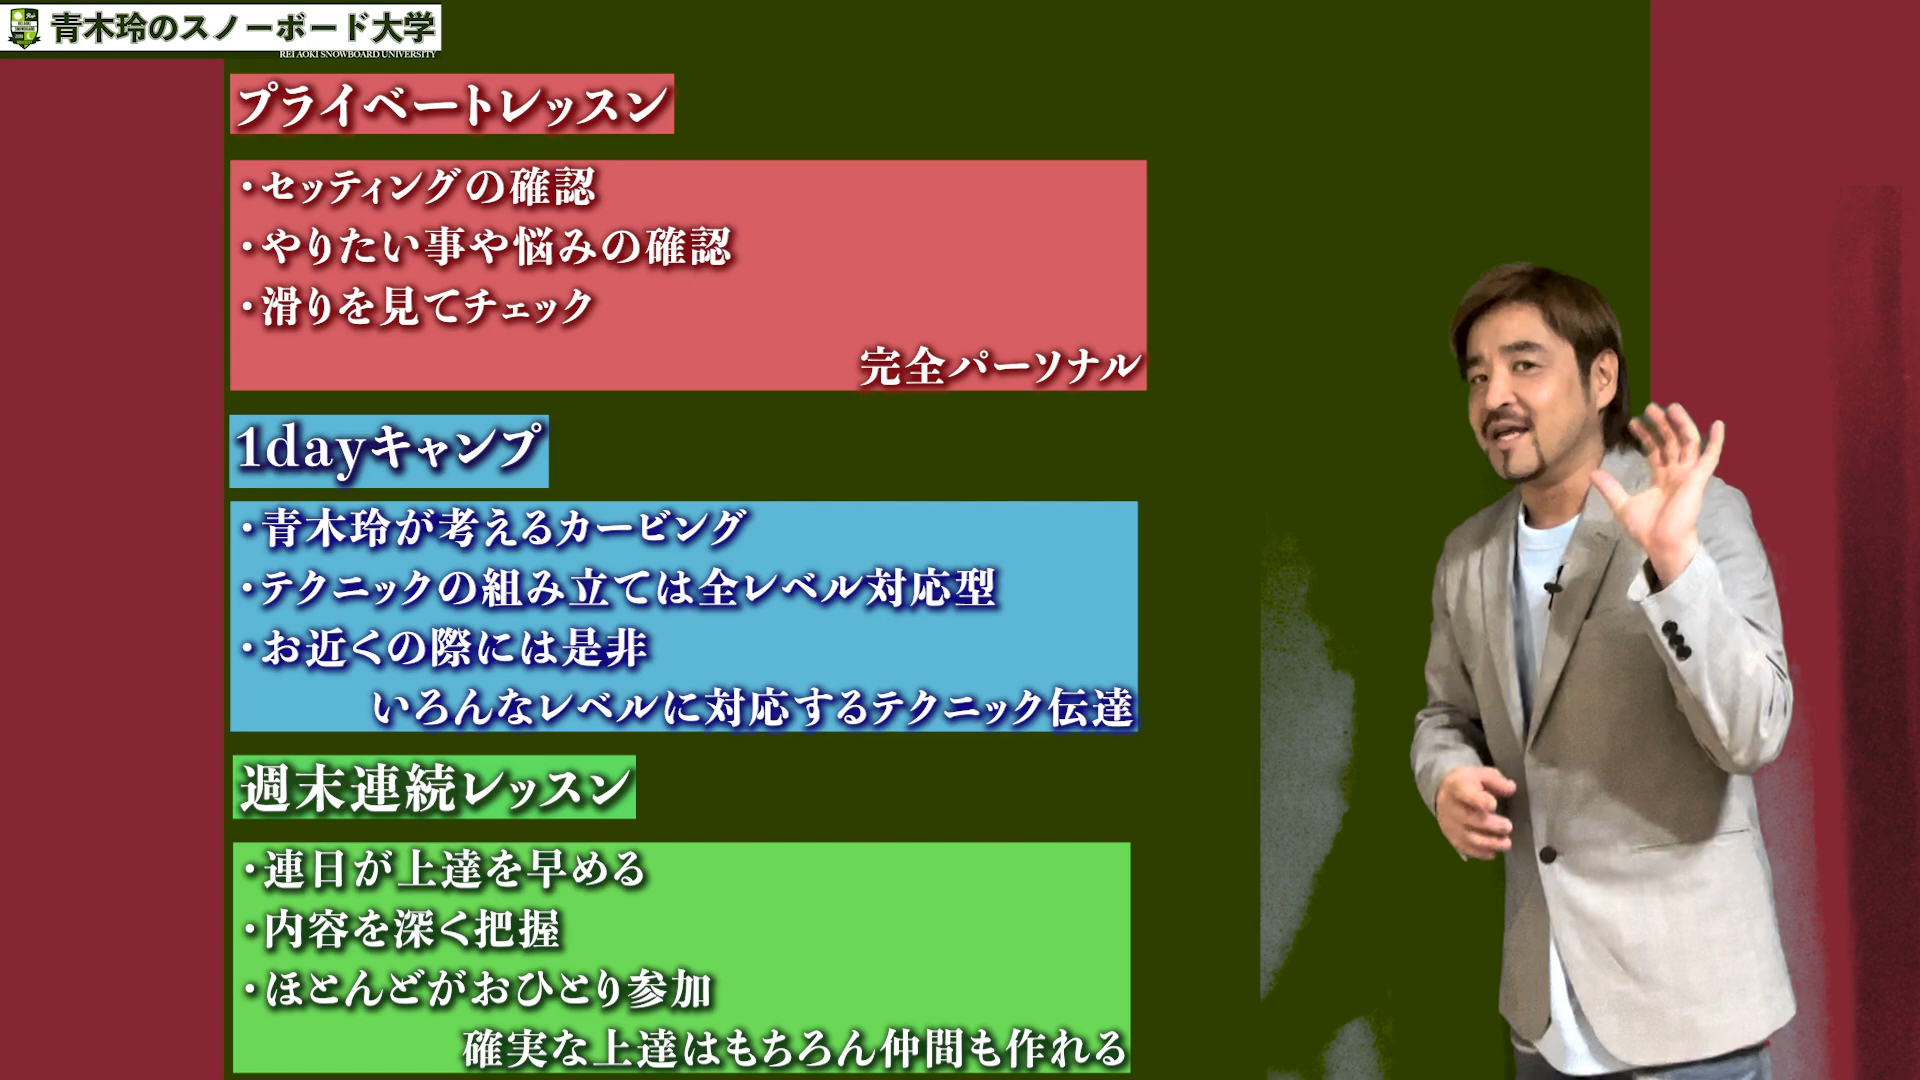 青木玲のスノーボード大学
REI AOKI SNOWBOARD UNIVERSITY
プライベートレッスン
・セッティングの確認
・やりたい事や悩みの確認
・滑りを見てチェック
完全パーソナル
1dayキャンプ
・青木玲が考えるカービング
・テクニックの組み立ては全レベル対応型
・お近くの際には是非
いろんなレベルに対応するテクニック伝達
週末連続レッスン
・連日が上達を早める
・内容を深く把握
・ほとんどがおひとり参加
確実な上達はもちろん仲間も作れる